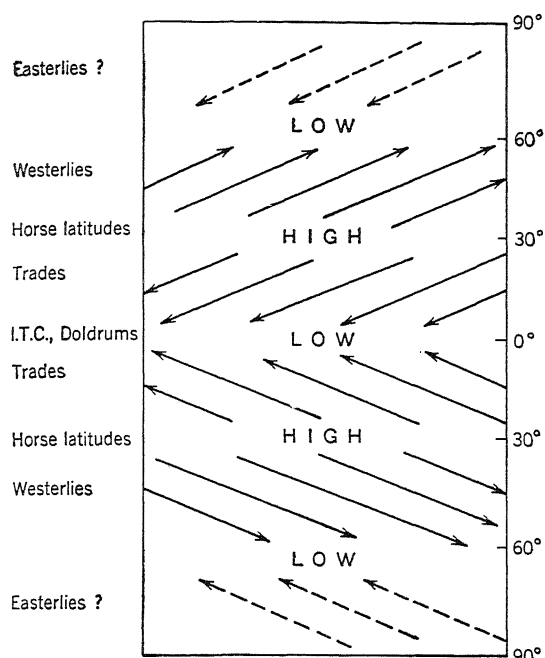 90°
Easterlies ?
LOW
60°
Westerlies
Horse latitudes
HIGH
30°
Trades
I.T.C., Doldrums
LOW
0°
Trades
Horse latitudes
HIGH
30°
Westerlies
LOW
60°
Easterlies ?
90°